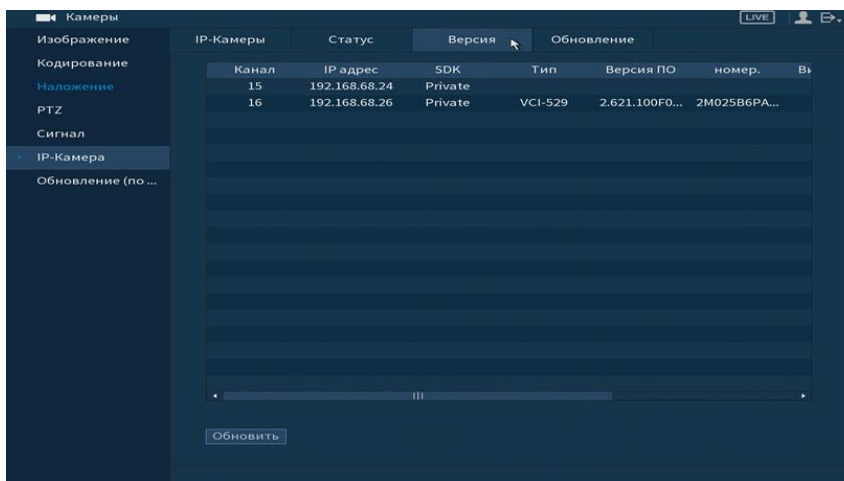 Камеры LIVE
Изображение
Кодирование
Наложение
PTZ
Сигнал
IP-Камера
Обновление (по ...
IP-Камеры Статус Версия Обновление
Канал IP адрес SDK Тип Версия ПО номер. Ви
15 192.168.68.24 Private
16 192.168.68.26 Private VCI-529 2.621.100F0... 2M025B6PA...
Обновить